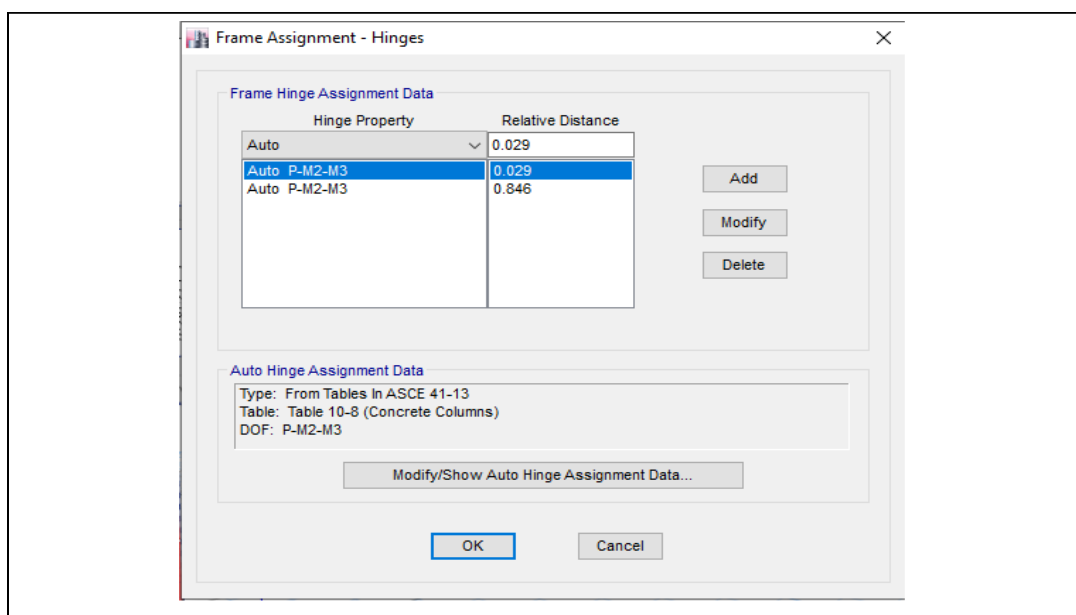 Frame Assignment - Hinges
Frame Hinge Assignment Data
Hinge Property Relative Distance
Auto 0.029
Auto P-M2-M3 0.029
Auto P-M2-M3 0.846
Add
Modify
Delete
Auto Hinge Assignment Data
Type: From Tables In ASCE 41-13
Table: Table 10-8 (Concrete Columns)
DOF: P-M2-M3
Modify/Show Auto Hinge Assignment Data...
OK Cancel